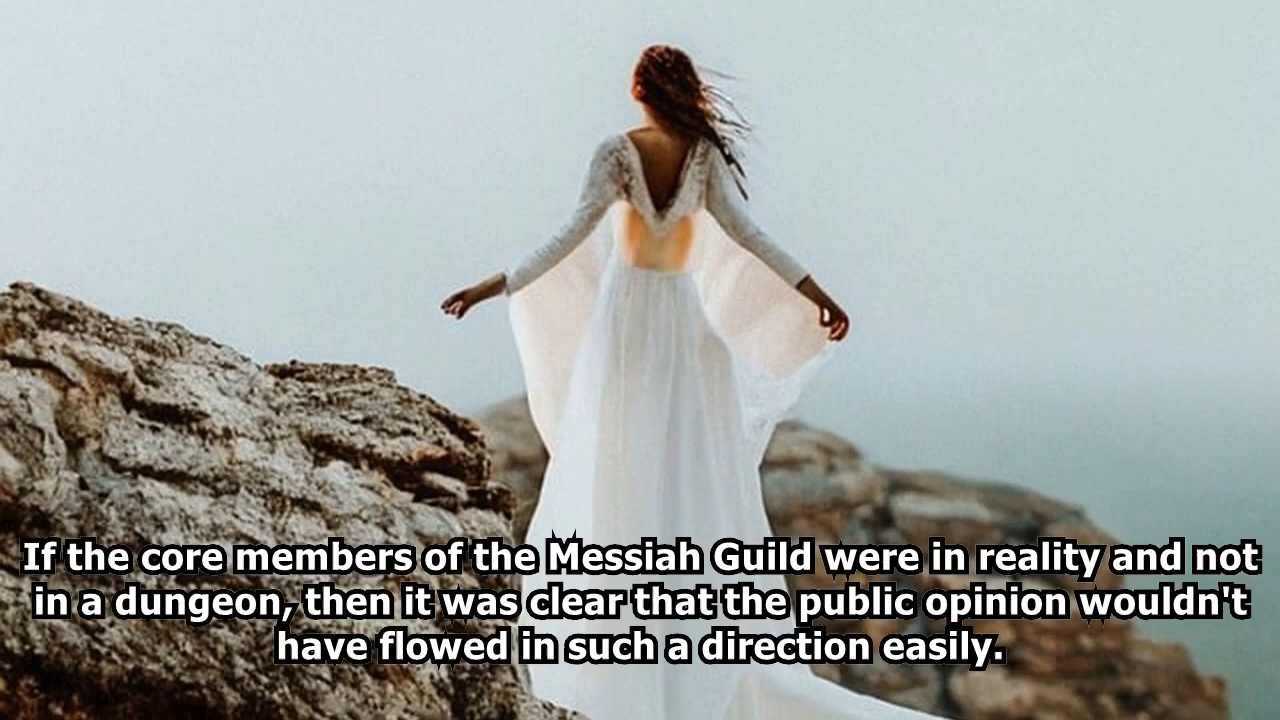 If the core members of the Messiah Guild were in reality and not
in a dungeon, then it was clear that the public opinion wouldn't
have flowed in such a direction easily.